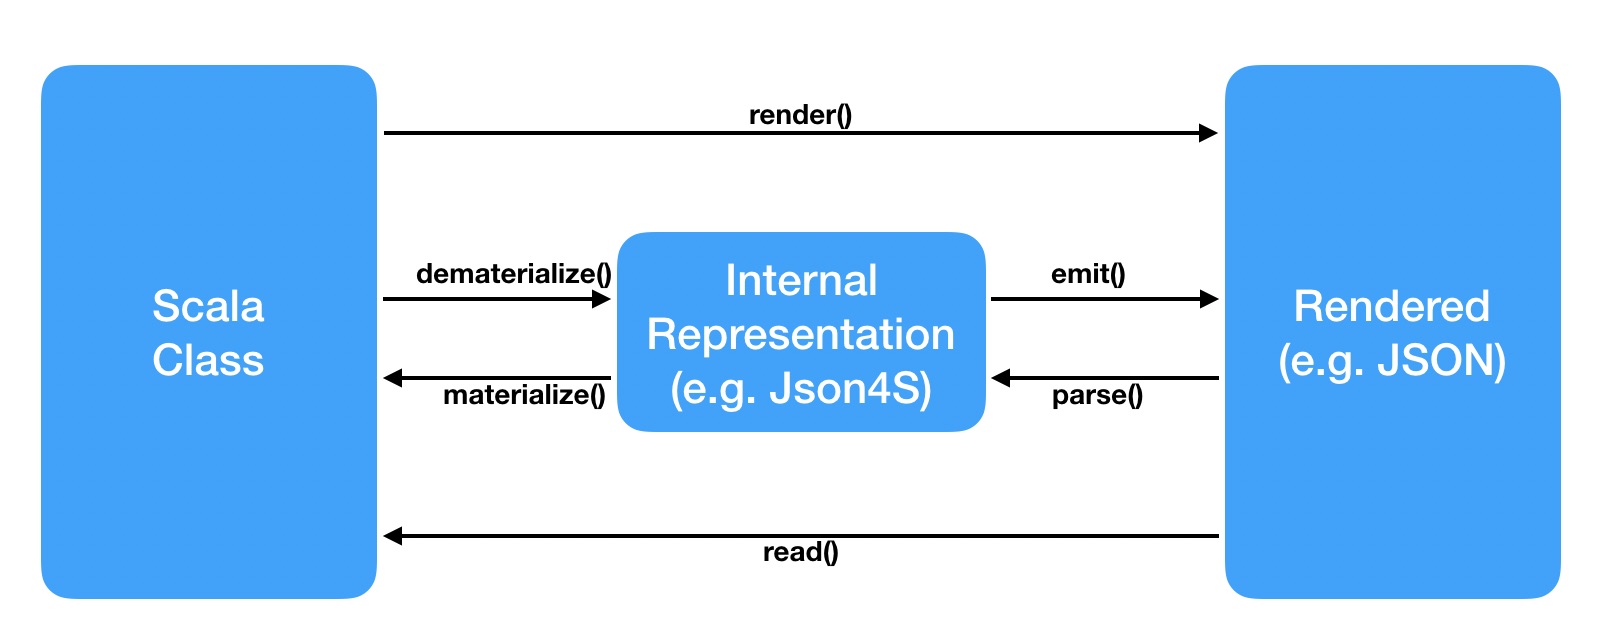 render()
dematerialize()
emit()
Scala
Class
Internal
Representation
(e.g. Json4S)
Rendered
(e.g. JSON)
materialize()
parse()
read()